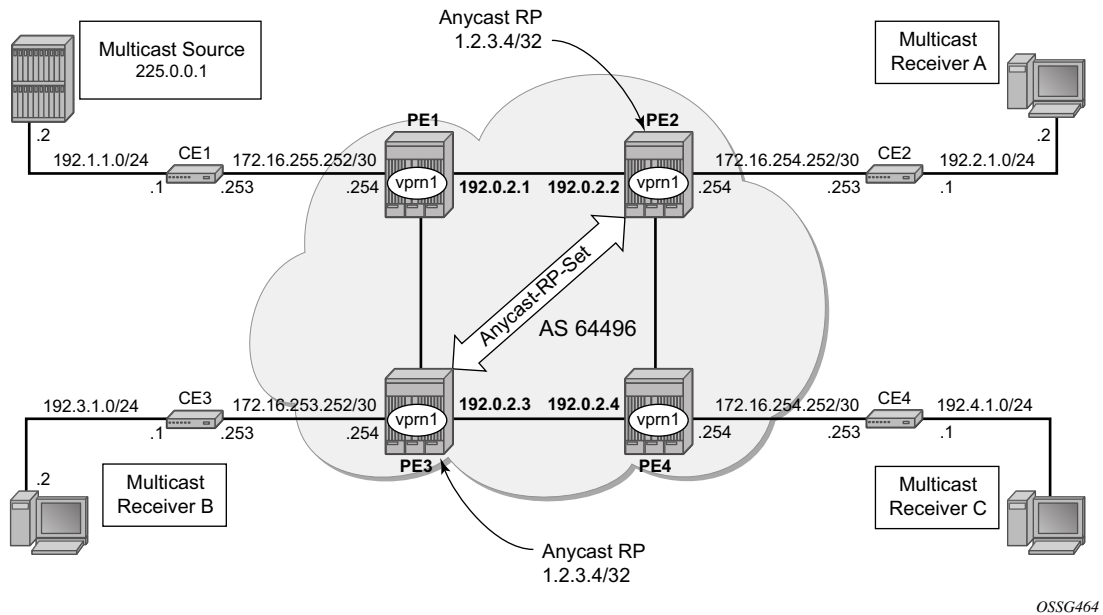 Anycast RP
1.2.3.4/32
Multicast Source
225.0.0.1
Multicast
Receiver A
PE1
PE2
.2
.2
192.1.1.0/24
CE1
172.16.255.252/30
vprn1
vprn1
172.16.254.252/30
CE2
192.2.1.0/24
.1
.253
.254
192.0.2.1
192.0.2.2
.254
.253
.1
Anycast-RP-Set
AS 64496
192.3.1.0/24
CE3
172.16.253.252/30
vprn1
192.0.2.3
192.0.2.4
vprn1
172.16.254.252/30
CE4
192.4.1.0/24
.1
.253
.254
.254
.253
.1
PE3
PE4
.2
Multicast
Receiver B
Multicast
Receiver C
Anycast RP
1.2.3.4/32
OSSG464